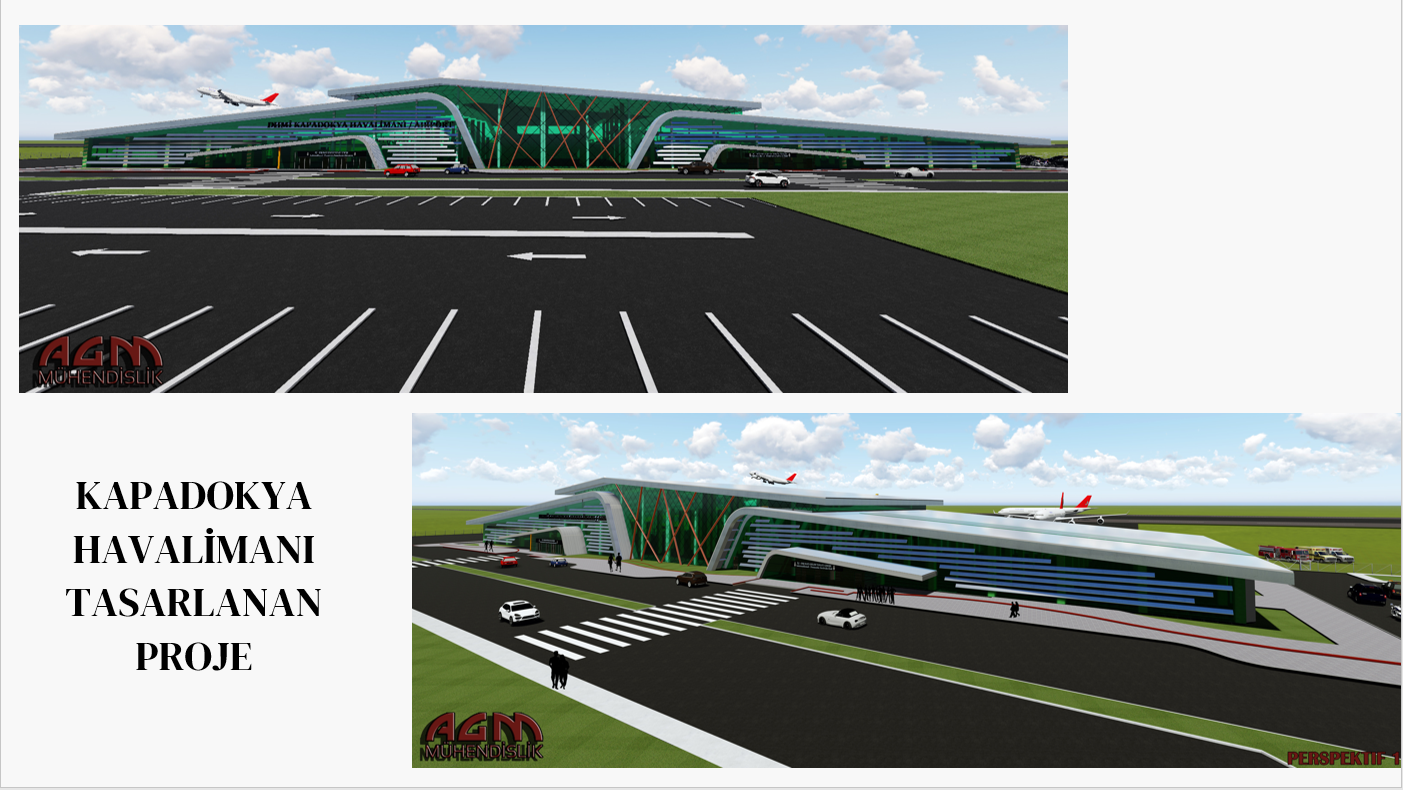 KAPADOKYA HAVALİMANI / AIRPORT
AGM
MÜHENDİSLİK
KAPADOKYA
HAVALİMANI
TASARLANAN
PROJE
AGM
MÜHENDİSLİK
PERSPEKTİF 1